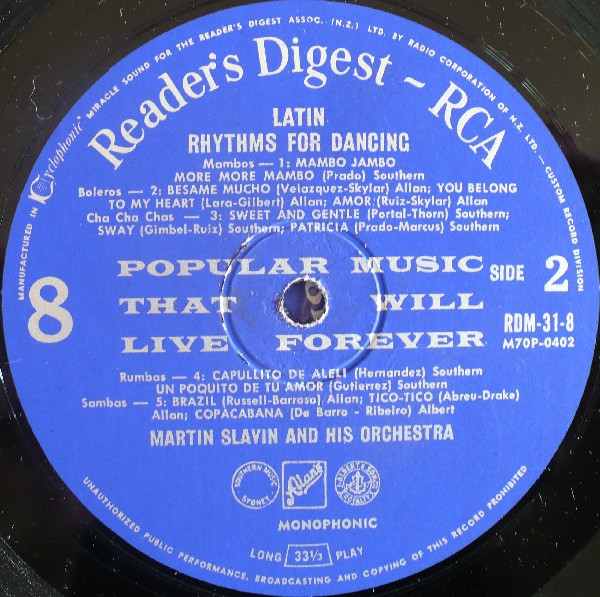 MANUFACTURED IN Cyclophonic MIRACLE SOUND FOR THE READER'S DIGEST ASSOC. (N.Z.) LTD. BY RADIO CORPORATION OF N.Z. LTD. — CUSTOM RECORD DIVISION
Reader's Digest ~ RCA
LATIN
RHYTHMS FOR DANCING
Mambos — 1: MAMBO JAMBO
MORE MORE MAMBO (Prado) Southern
Boleros — 2: BESAME MUCHO (Velazquez-Skylar) Allan; YOU BELONG
TO MY HEART (Lara-Gilbert) Allan; AMOR (Ruiz-Skylar) Allan
Cha Cha Chas — 3: SWEET AND GENTLE (Portal-Thorn) Southern;
SWAY (Gimbel-Ruiz) Southern; PATRICIA (Prado-Marcus) Southern
POPULAR MUSIC
THAT WILL
LIVE FOREVER
8
SIDE 2
RDM-31-8
M70P-0402
Rumbas — 4: CAPULLITO DE ALELI (Hernandez) Southern
UN POQUITO DE TU AMOR (Gutierrez) Southern
Sambas — 5: BRAZIL (Russell-Barroso) Allan; TICO-TICO (Abreu-Drake)
Allan; COPACABANA (De Barro - Ribeiro) Albert
MARTIN SLAVIN AND HIS ORCHESTRA
SOUTHERN MUSIC SYDNEY
Allans
ALBERT & SONS
MONOPHONIC
LONG 33⅓ PLAY
UNAUTHORIZED PUBLIC PERFORMANCE, BROADCASTING AND COPYING OF THIS RECORD PROHIBITED